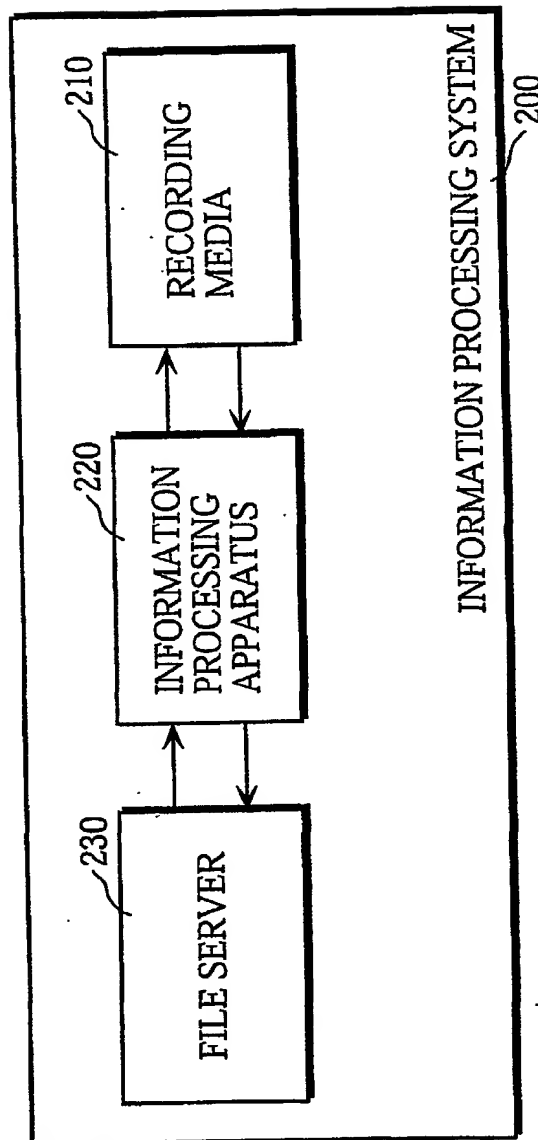 230
FILE SERVER
220
INFORMATION
PROCESSING
APPARATUS
210
RECORDING
MEDIA
INFORMATION PROCESSING SYSTEM
200